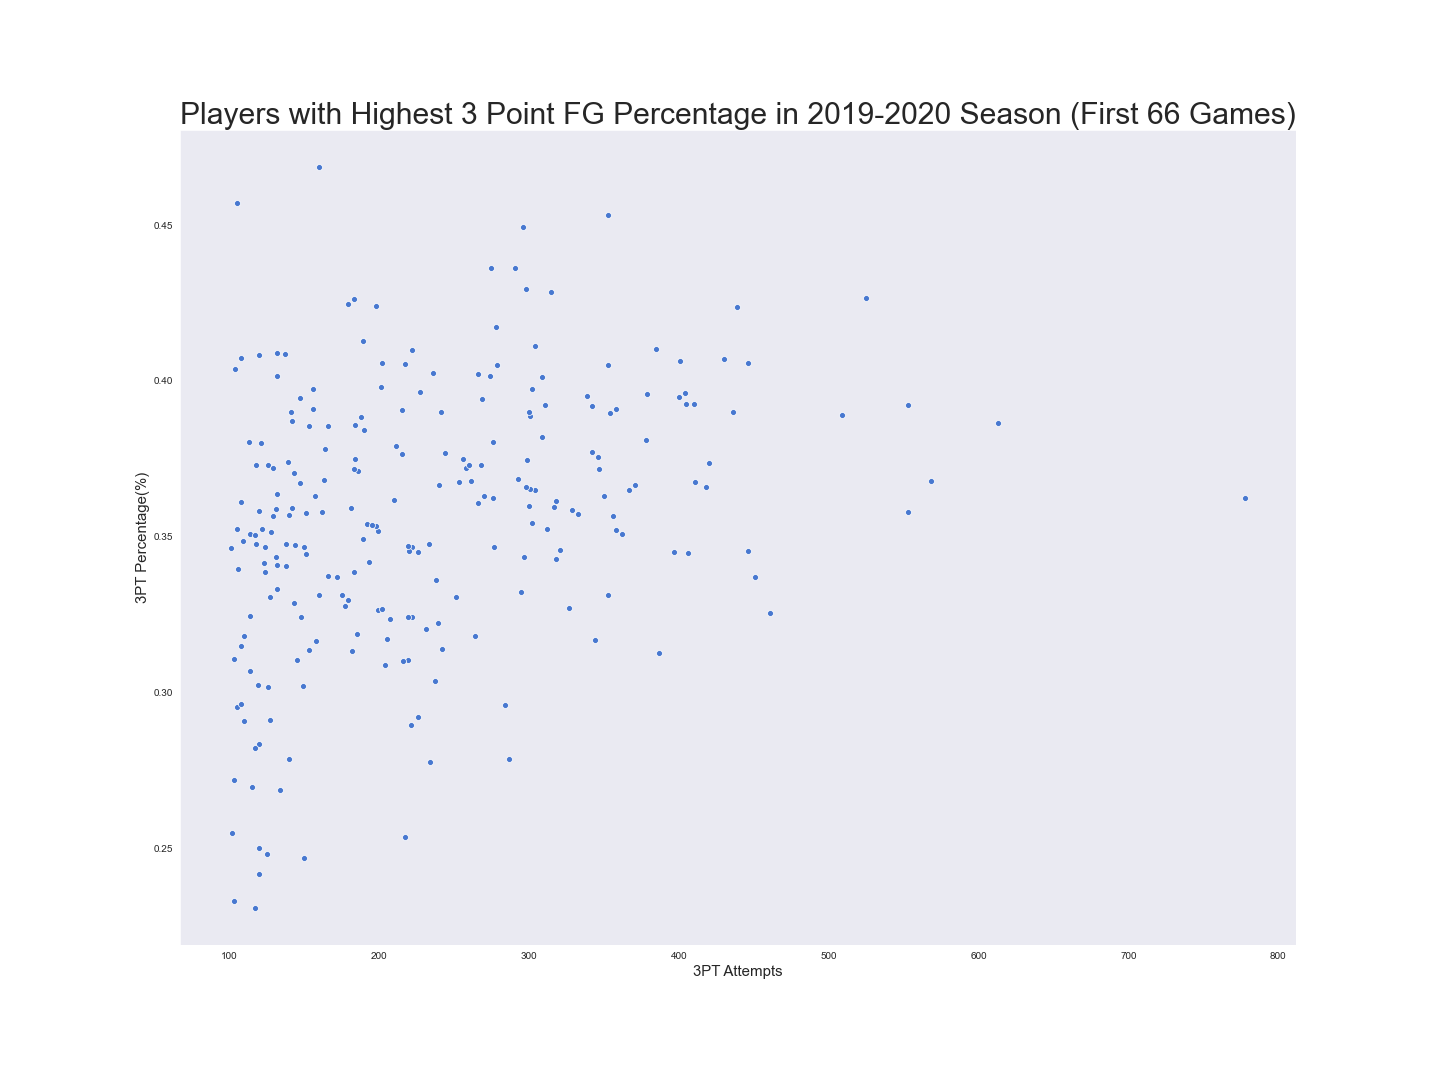 Players with Highest 3 Point FG Percentage in 2019-2020 Season (First 66 Games)
0.45
0.40
0.35
0.30
0.25
3PT Percentage(%)
100 200 300 400 500 600 700 800
3PT Attempts